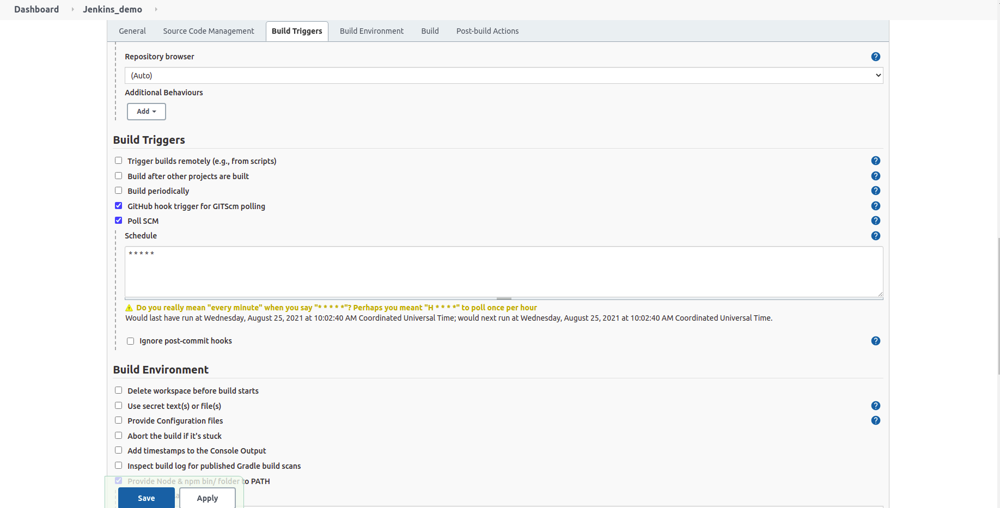 Dashboard Jenkins_demo
General Source Code Management Build Triggers Build Environment Build Post-build Actions
Repository browser
(Auto)
Additional Behaviours
Add
Build Triggers
Trigger builds remotely (e.g., from scripts)
Build after other projects are built
Build periodically
GitHub hook trigger for GITScm polling
Poll SCM
Schedule
* * * * *
Do you really mean "every minute" when you say "* * * * *"? Perhaps you meant "H * * * *" to poll once per hour
Would last have run at Wednesday, August 25, 2021 at 10:02:40 AM Coordinated Universal Time; would next run at Wednesday, August 25, 2021 at 10:02:40 AM Coordinated Universal Time.
Ignore post-commit hooks
Build Environment
Delete workspace before build starts
Use secret text(s) or file(s)
Provide Configuration files
Abort the build if it's stuck
Add timestamps to the Console Output
Inspect build log for published Gradle build scans
Provide Node & npm bin/ folder to PATH
Save Apply